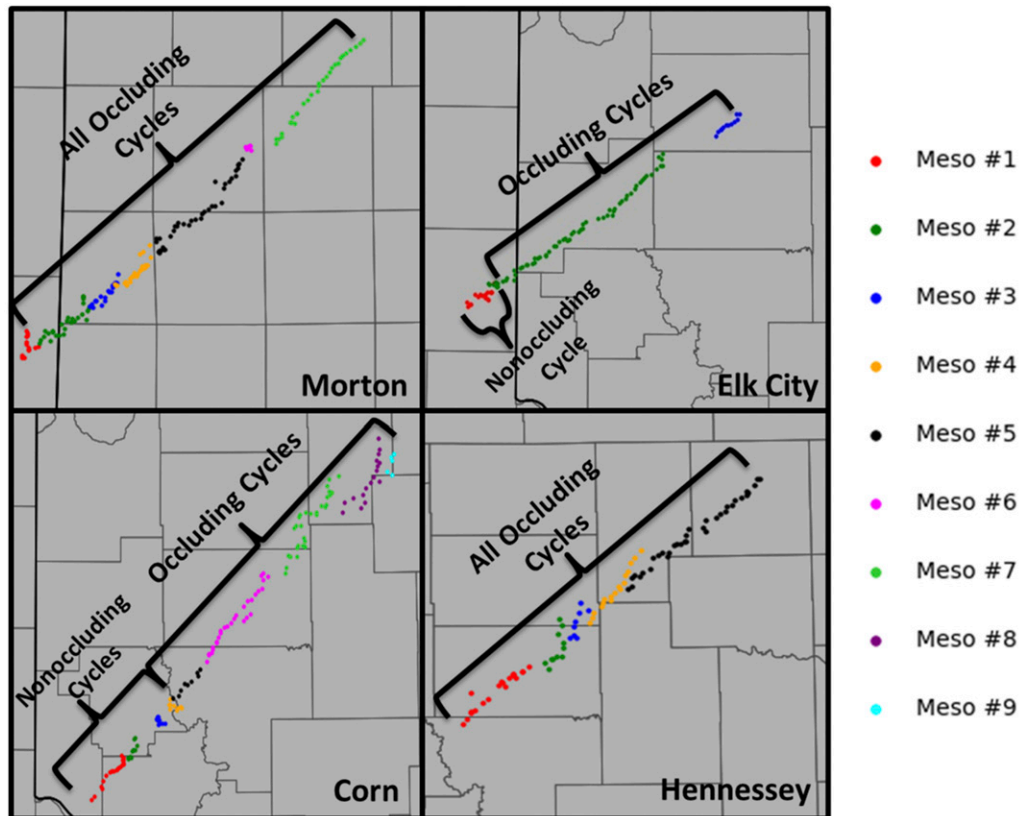 All Occluding
Cycles
Morton
Occluding Cycles
Nonoccluding
Cycle
Elk City
Occluding Cycles
Nonoccluding
Cycles
Corn
All Occluding
Cycles
Hennessey
Meso #1
Meso #2
Meso #3
Meso #4
Meso #5
Meso #6
Meso #7
Meso #8
Meso #9